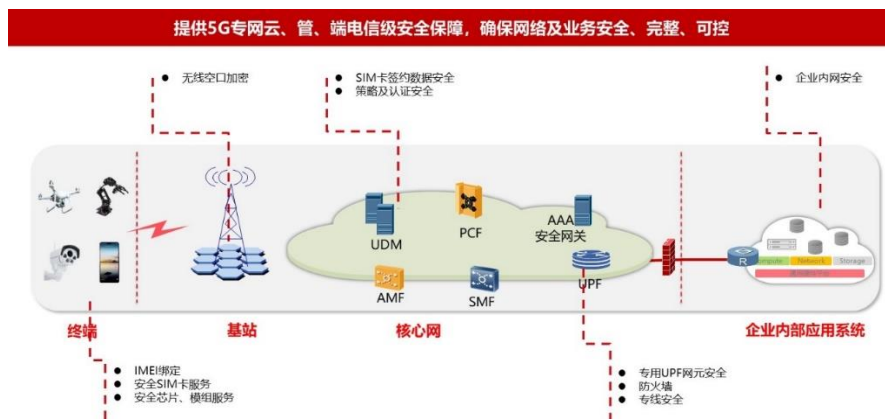 提供5G专网云、管、端电信级安全保障，确保网络及业务安全、完整、可控
无线空口加密
SIM卡签约数据安全
策略及认证安全
企业内网安全
UDM
PCF
AAA
安全网关
AMF
SMF
UPF
R
ompute
Network
Storage
终端
基站
核心网
企业内部应用系统
IMEI绑定
安全SIM卡服务
安全芯片、模组服务
专用UPF网元安全
防火墙
专线安全